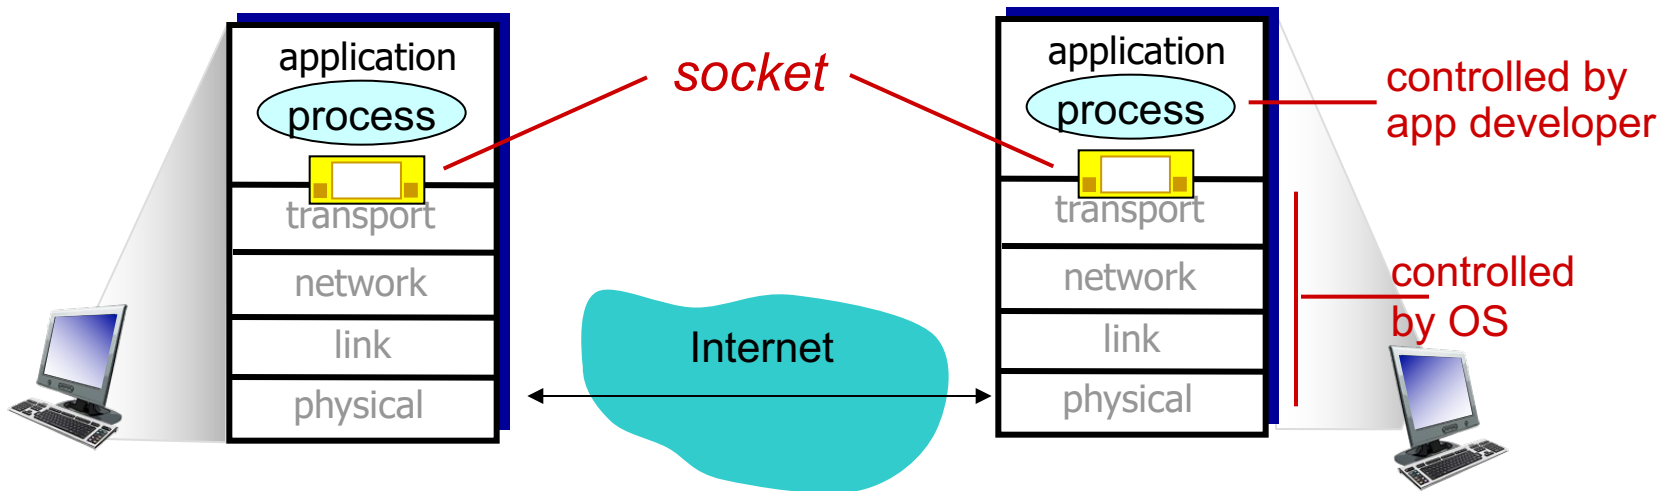 application
process
transport
network
link
physical
socket
Internet
application
process
transport
network
link
physical
controlled by
app developer
controlled
by OS